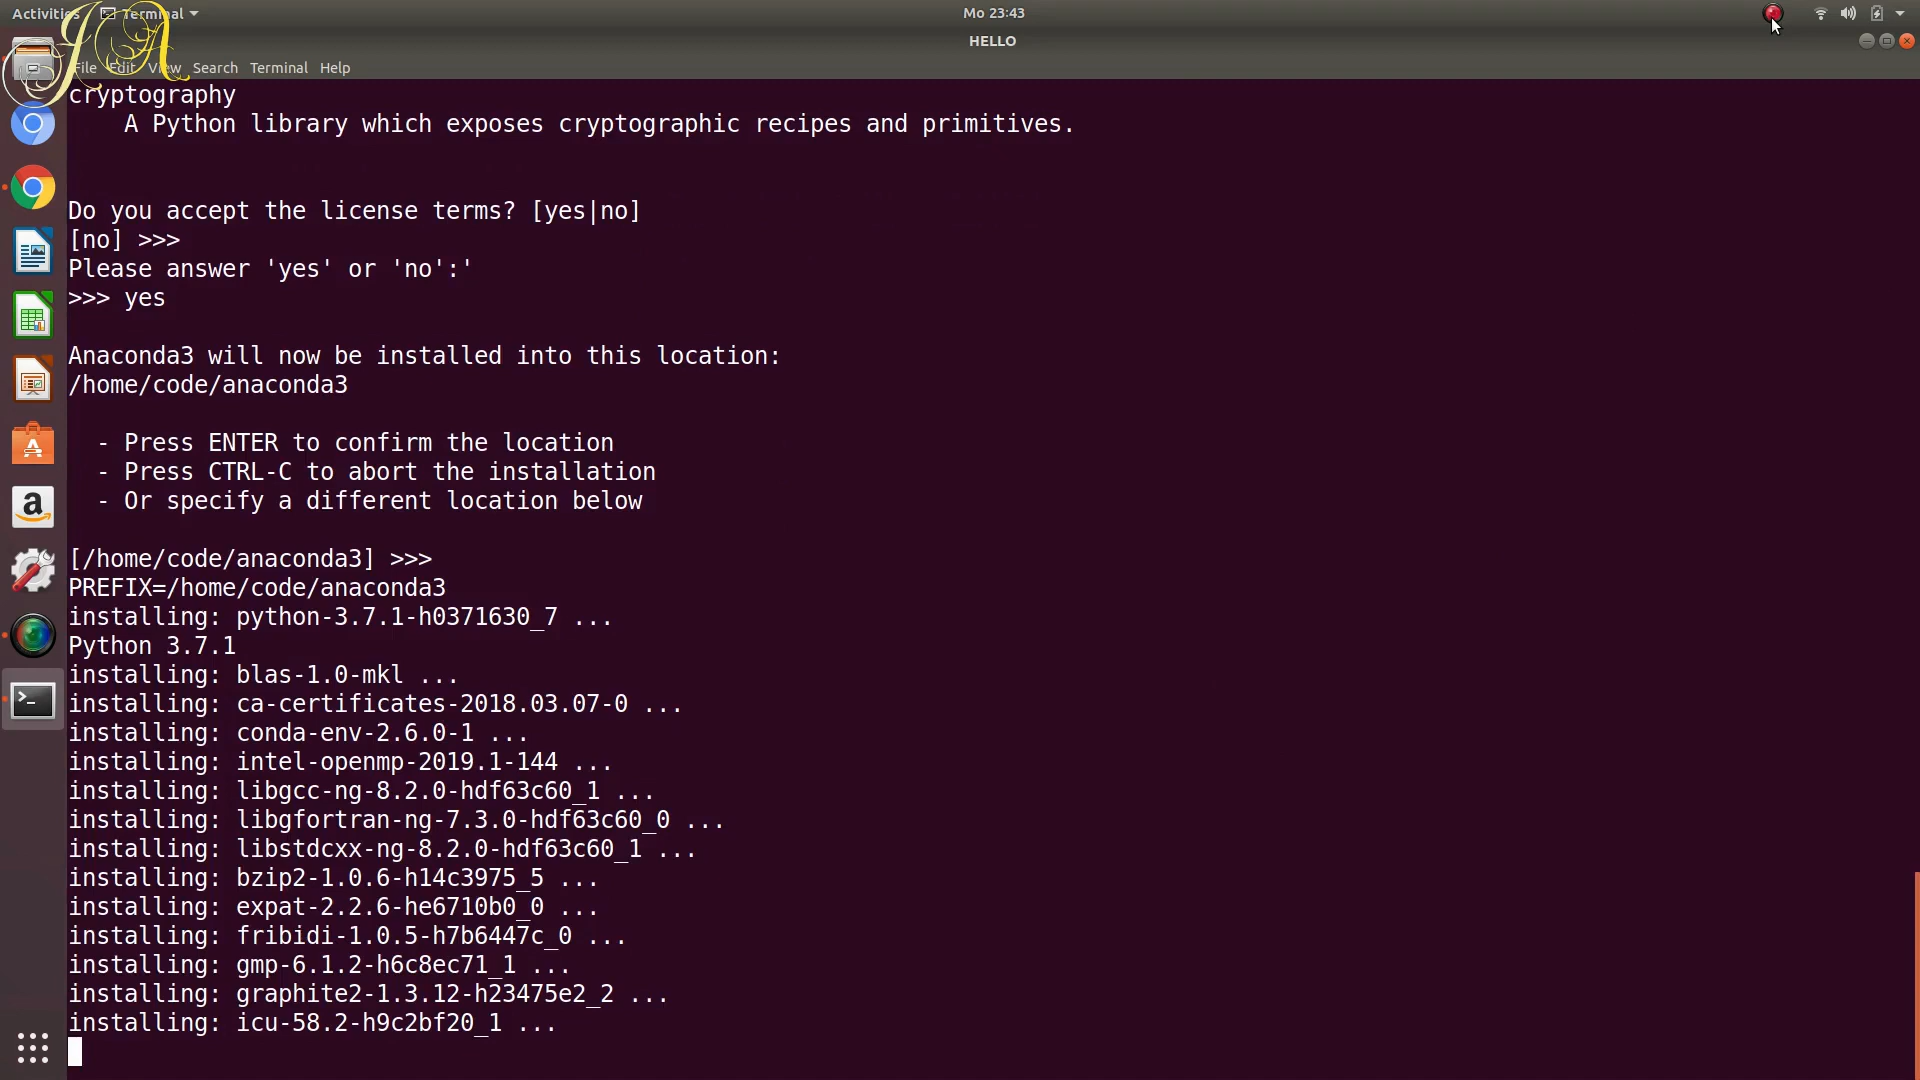 Activities Terminal Mo 23:43
HELLO
JA
File Edit View Search Terminal Help
cryptography
A Python library which exposes cryptographic recipes and primitives.
Do you accept the license terms? [yes|no]
[no] >>>
Please answer 'yes' or 'no':'
>>> yes
Anaconda3 will now be installed into this location:
/home/code/anaconda3
- Press ENTER to confirm the location
- Press CTRL-C to abort the installation
- Or specify a different location below
[/home/code/anaconda3] >>>
PREFIX=/home/code/anaconda3
installing: python-3.7.1-h0371630_7 ...
Python 3.7.1
installing: blas-1.0-mkl ...
installing: ca-certificates-2018.03.07-0 ...
installing: conda-env-2.6.0-1 ...
installing: intel-openmp-2019.1-144 ...
installing: libgcc-ng-8.2.0-hdf63c60_1 ...
installing: libgfortran-ng-7.3.0-hdf63c60_0 ...
installing: libstdcxx-ng-8.2.0-hdf63c60_1 ...
installing: bzip2-1.0.6-h14c3975_5 ...
installing: expat-2.2.6-he6710b0_0 ...
installing: fribidi-1.0.5-h7b6447c_0 ...
installing: gmp-6.1.2-h6c8ec71_1 ...
installing: graphite2-1.3.12-h23475e2_2 ...
installing: icu-58.2-h9c2bf20_1 ...